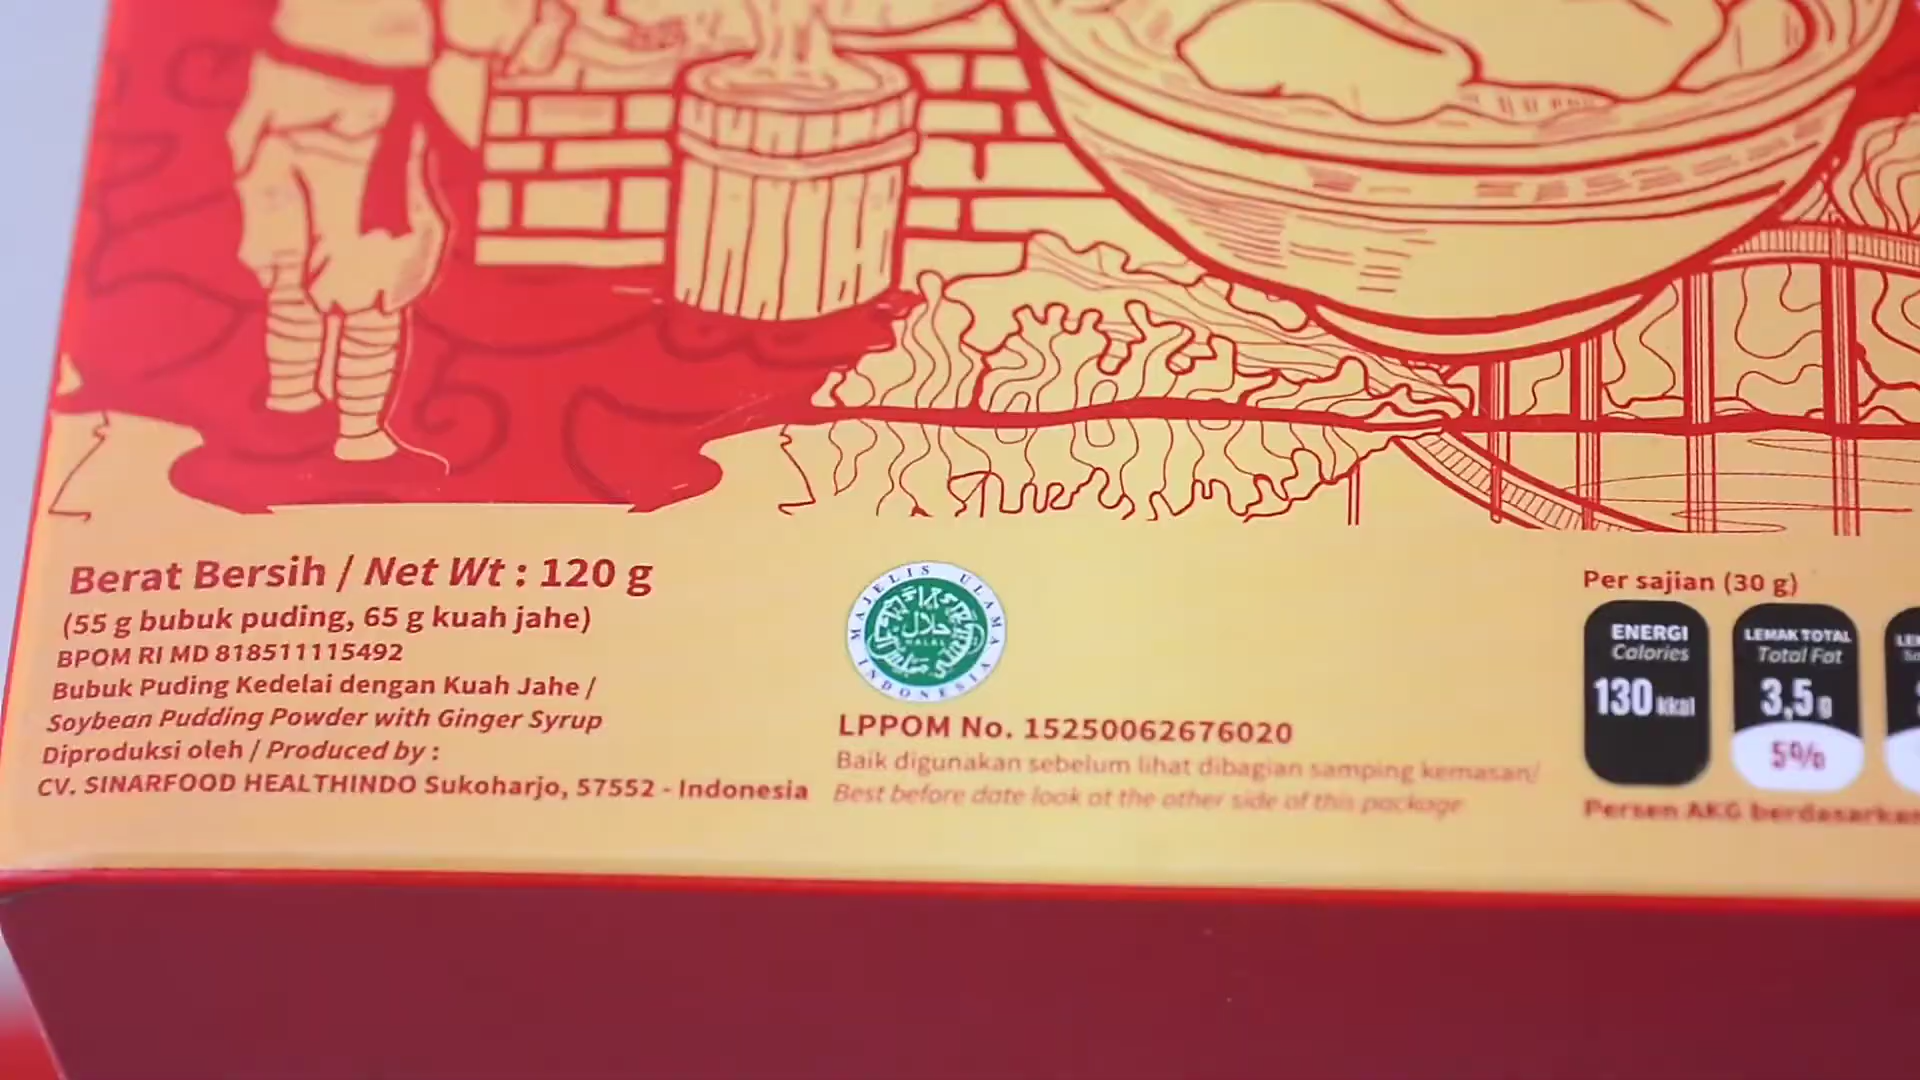 Berat Bersih / Net Wt : 120 g
(55 g bubuk puding, 65 g kuah jahe)
BPOM RI MD 818511115492
Bubuk Puding Kedelai dengan Kuah Jahe /
Soybean Pudding Powder with Ginger Syrup
Diproduksi oleh / Produced by :
CV. SINARFOOD HEALTHINDO Sukoharjo, 57552 - Indonesia
MAJELIS ULAMA INDONESIA
حلال
HALAL
LPPOM No. 15250062676020
Baik digunakan sebelum lihat dibagian samping kemasan/
Best before date look at the other side of this package
Per sajian (30 g)
ENERGI
Calories
130 kkal
LEMAK TOTAL
Total Fat
3,5 g
5%
Persen AKG berdasarkan